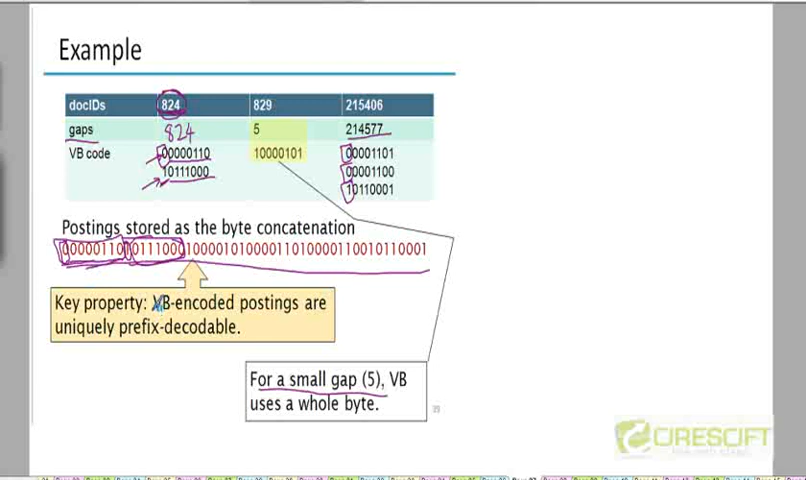 Example
docIDs 824 829 215406
gaps 824 5 214577
VB code 00000110 10000101 00001101
10111000 00001100
10110001
Postings stored as the byte concatenation
000001101011100010000101000011010000110010110001
Key property: VB-encoded postings are
uniquely prefix-decodable.
For a small gap (5), VB
uses a whole byte.
CIRESCIFT